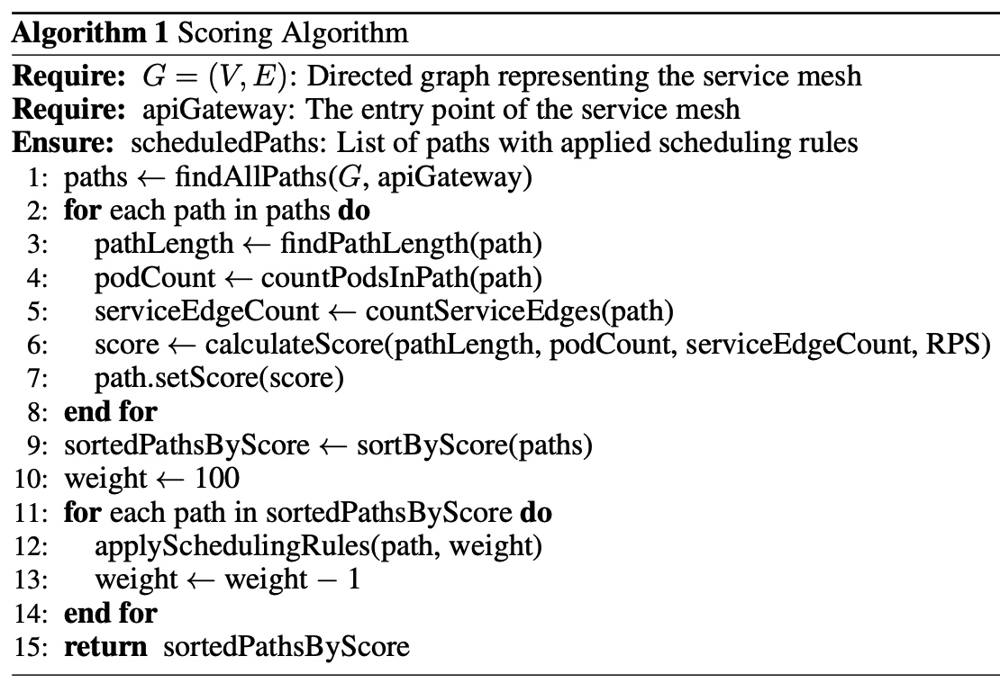 Algorithm 1 Scoring Algorithm
Require: G = (V, E): Directed graph representing the service mesh
Require: apiGateway: The entry point of the service mesh
Ensure: scheduledPaths: List of paths with applied scheduling rules
1: paths ← findAllPaths(G, apiGateway)
2: for each path in paths do
3: pathLength ← findPathLength(path)
4: podCount ← countPodsInPath(path)
5: serviceEdgeCount ← countServiceEdges(path)
6: score ← calculateScore(pathLength, podCount, serviceEdgeCount, RPS)
7: path.setScore(score)
8: end for
9: sortedPathsByScore ← sortByScore(paths)
10: weight ← 100
11: for each path in sortedPathsByScore do
12: applySchedulingRules(path, weight)
13: weight ← weight − 1
14: end for
15: return sortedPathsByScore